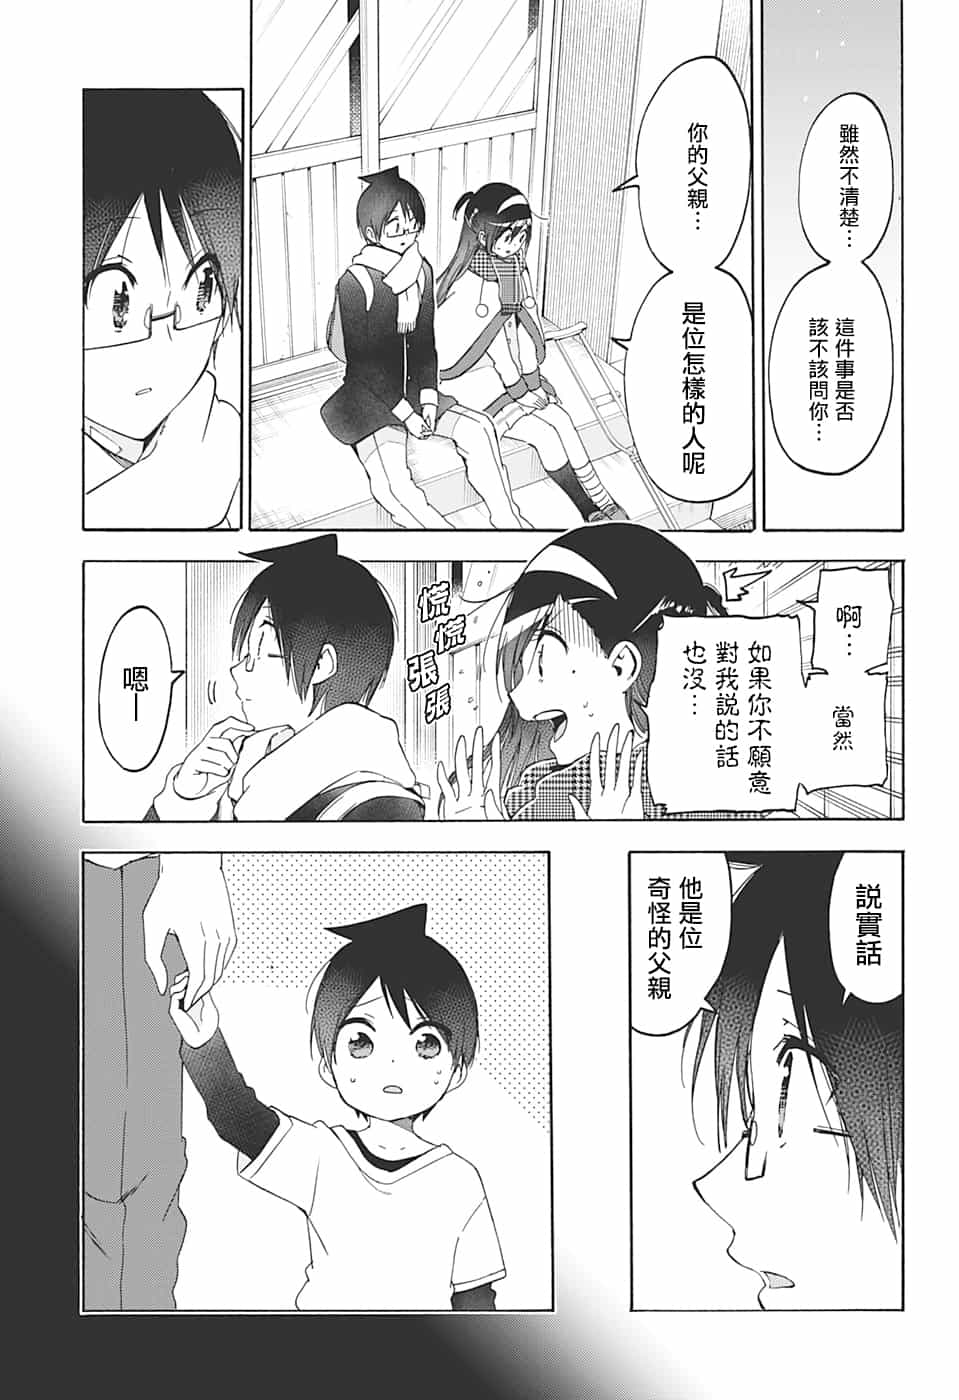 雖然不清楚…
這件事是否
該不該問你…
你的父親…
是位怎樣的人呢
啊…
當然
如果你不願意
對我説的話
也沒…
慌慌
張張
嗯—
説實話
他是位
奇怪的父親